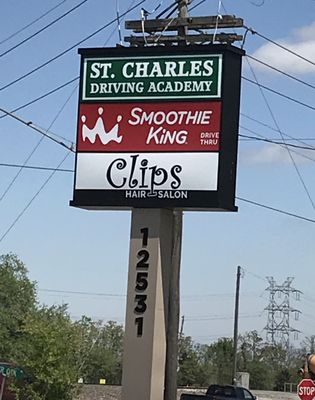 ST. CHARLES
DRIVING ACADEMY
SMOOTHIE
KING
DRIVE
THRU
Clips
HAIR SALON
12531
STOP